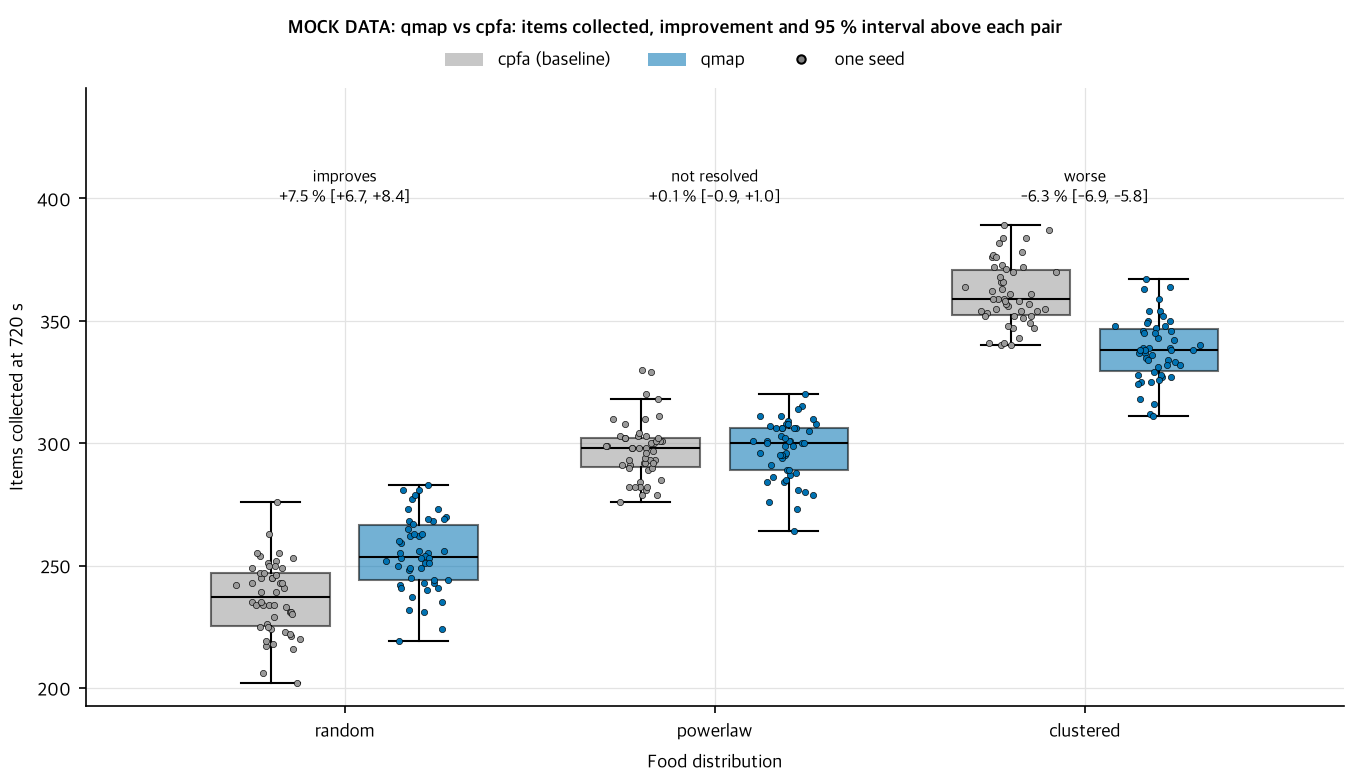 MOCK DATA: qmap vs cpfa: items collected, improvement and 95 % interval above each pair
cpfa (baseline) qmap one seed
improves
+7.5 % [+6.7, +8.4]
not resolved
+0.1 % [−0.9, +1.0]
worse
−6.3 % [−6.9, −5.8]
400
350
300
250
200
Items collected at 720 s
random powerlaw clustered
Food distribution